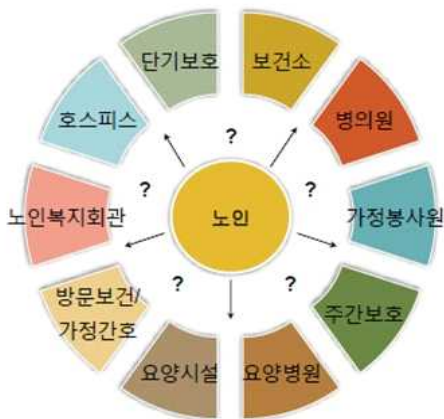 단기보호
보건소
호스피스
?
병의원
?
?
노인복지회관
노인
가정봉사원
방문보건/
가정간호
?
?
주간보호
요양시설
요양병원